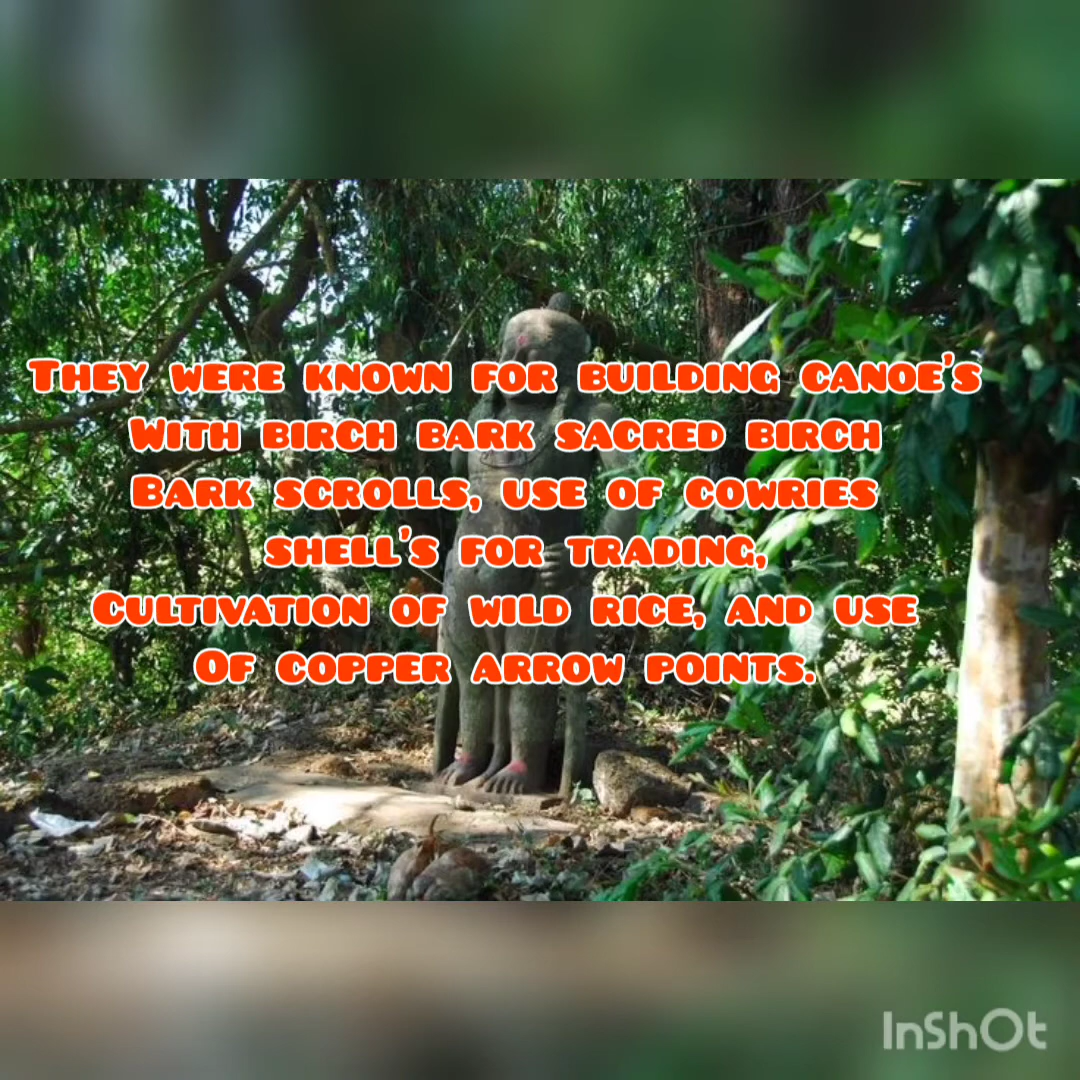 They were known for building canoe's
With birch bark sacred birch
Bark scrolls, use of cowries
shell's for trading,
Cultivation of wild rice, and use
Of copper arrow points.
InShOt